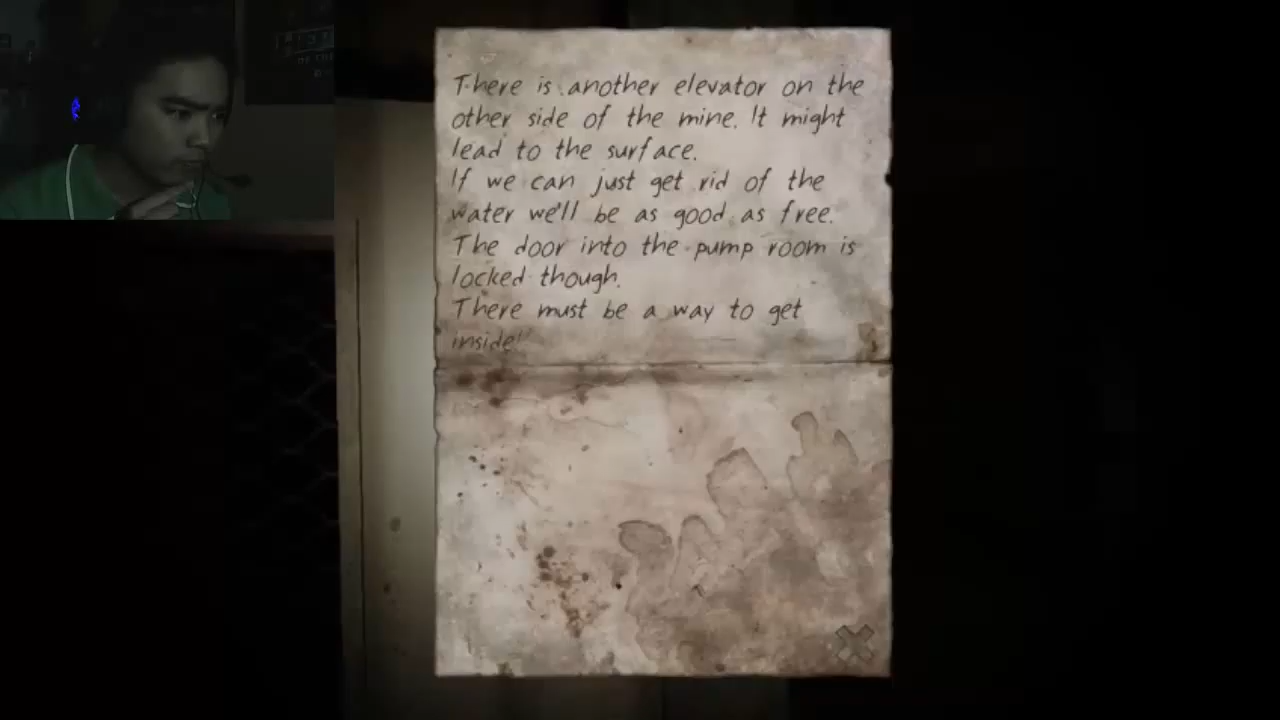 There is another elevator on the
other side of the mine. It might
lead to the surface.
If we can just get rid of the
water we'll be as good as free.
The door into the pump room is
locked though.
There must be a way to get
inside!